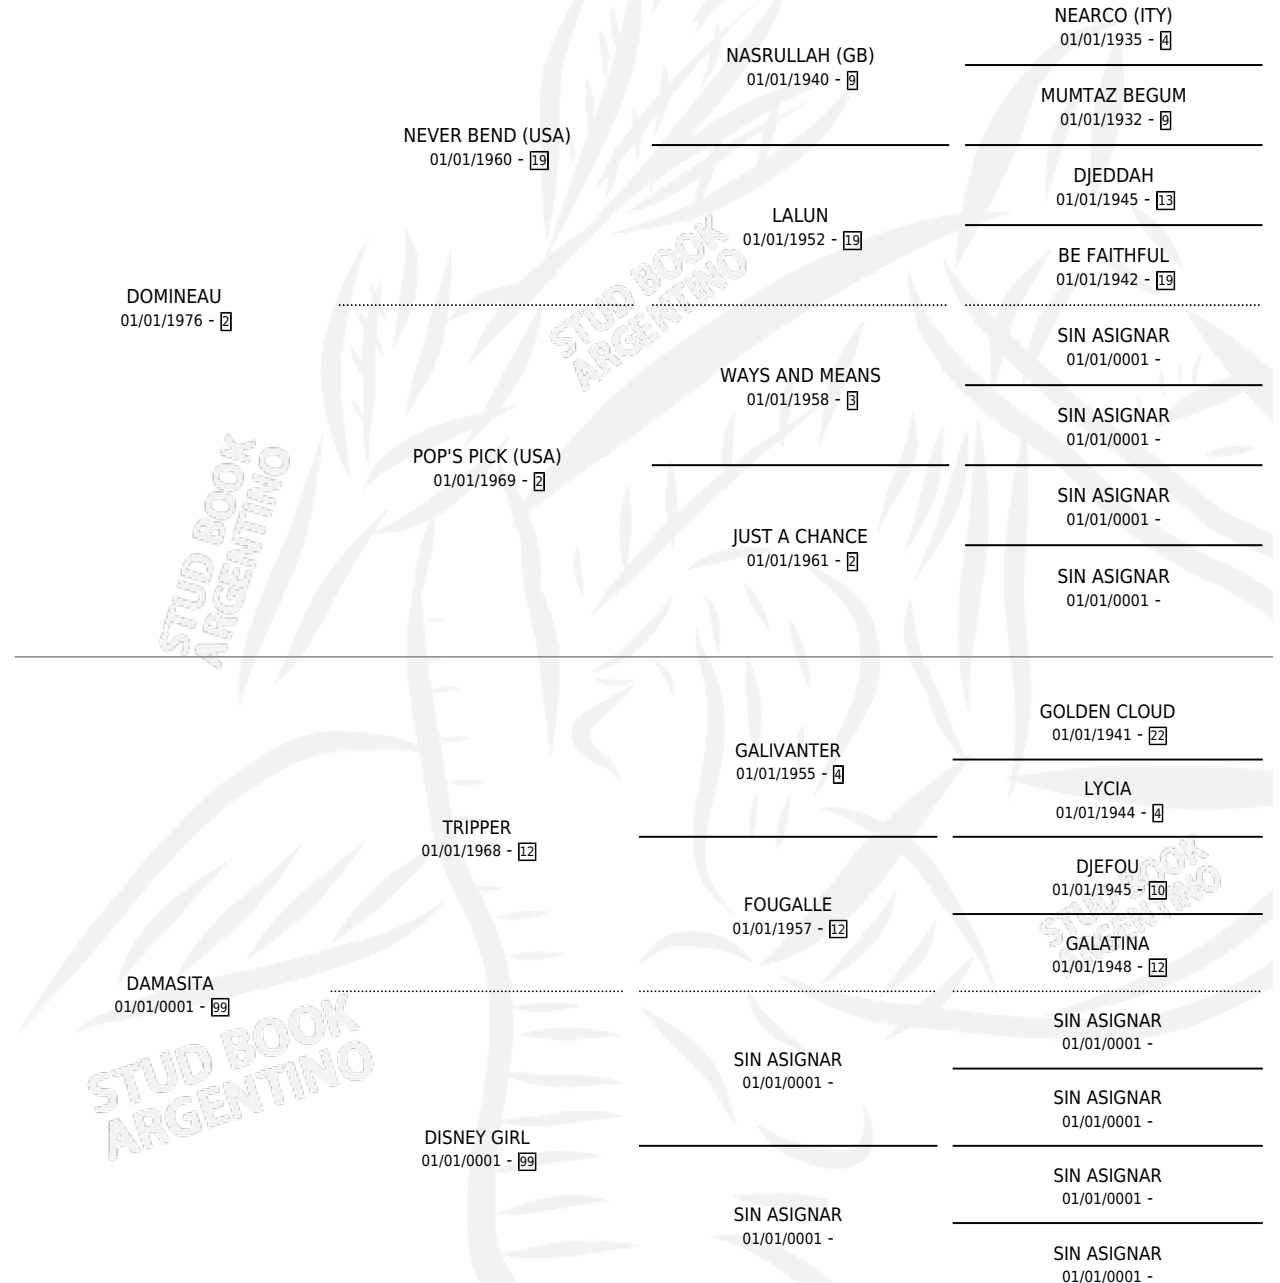 NEARCO (ITY)
01/01/1935 - 4
NASRULLAH (GB)
01/01/1940 - 9
MUMTAZ BEGUM
01/01/1932 - 9
NEVER BEND (USA)
01/01/1960 - 19
DJEDDAH
01/01/1945 - 13
LALUN
01/01/1952 - 19
BE FAITHFUL
01/01/1942 - 19
DOMINEAU
01/01/1976 - 2
SIN ASIGNAR
01/01/0001 -
WAYS AND MEANS
01/01/1958 - 3
SIN ASIGNAR
01/01/0001 -
POP'S PICK (USA)
01/01/1969 - 2
SIN ASIGNAR
01/01/0001 -
JUST A CHANCE
01/01/1961 - 2
SIN ASIGNAR
01/01/0001 -
GOLDEN CLOUD
01/01/1941 - 22
GALIVANTER
01/01/1955 - 4
LYCIA
01/01/1944 - 4
TRIPPER
01/01/1968 - 12
DJEFOU
01/01/1945 - 10
FOUGALLE
01/01/1957 - 12
GALATINA
01/01/1948 - 12
DAMASITA
01/01/0001 - 99
SIN ASIGNAR
01/01/0001 -
SIN ASIGNAR
01/01/0001 -
SIN ASIGNAR
01/01/0001 -
DISNEY GIRL
01/01/0001 - 99
SIN ASIGNAR
01/01/0001 -
SIN ASIGNAR
01/01/0001 -
SIN ASIGNAR
01/01/0001 -
STUD BOOK
ARGENTINO
STUD BOOK
ARGENTINO
STUD BOOK
ARGENTINO
STUD BOOK
ARGENTINO